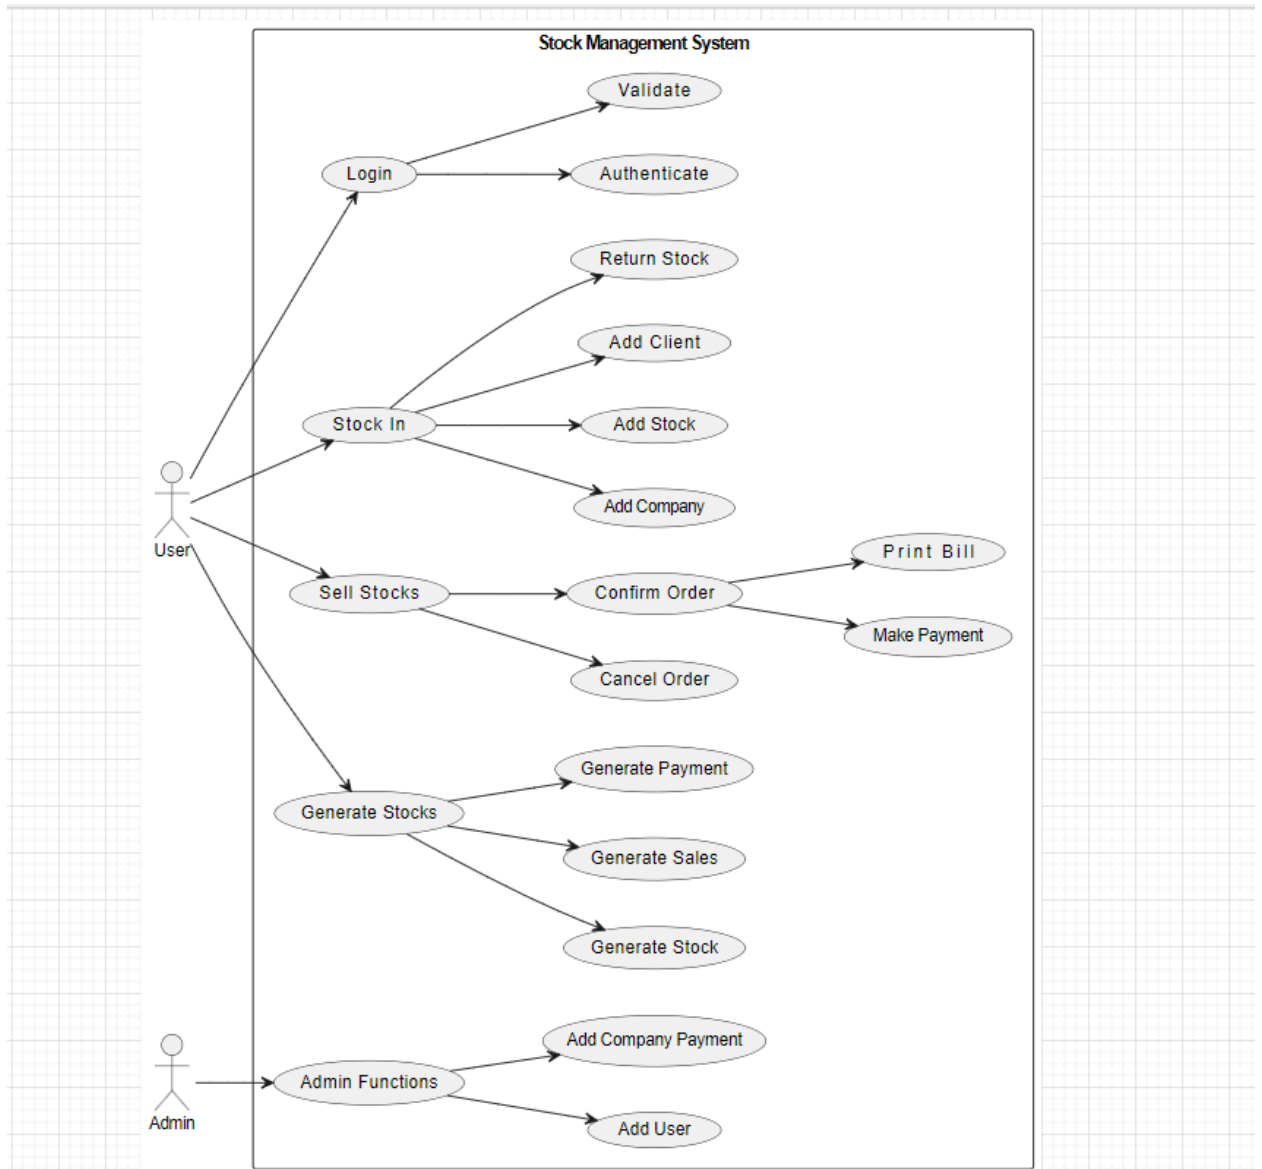 Stock Management System
Validate
Login
Authenticate
Return Stock
Add Client
Stock In
Add Stock
Add Company
User
Print Bill
Sell Stocks
Confirm Order
Make Payment
Cancel Order
Generate Payment
Generate Stocks
Generate Sales
Generate Stock
Add Company Payment
Admin Functions
Admin
Add User